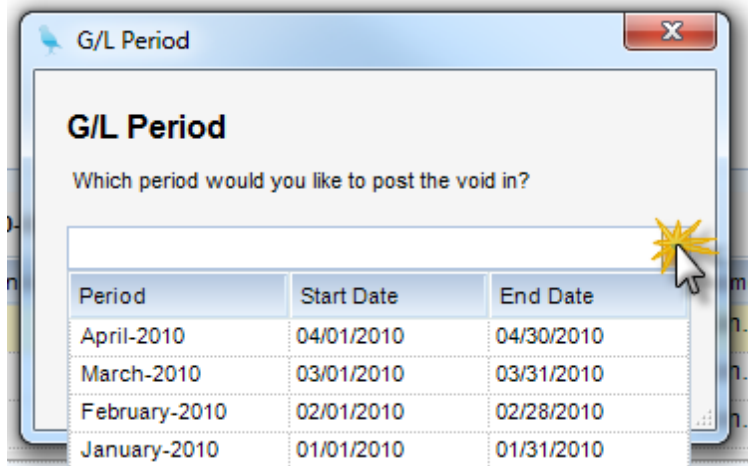 G/L Period
G/L Period
Which period would you like to post the void in?
Period Start Date End Date
April-2010 04/01/2010 04/30/2010
March-2010 03/01/2010 03/31/2010
February-2010 02/01/2010 02/28/2010
January-2010 01/01/2010 01/31/2010